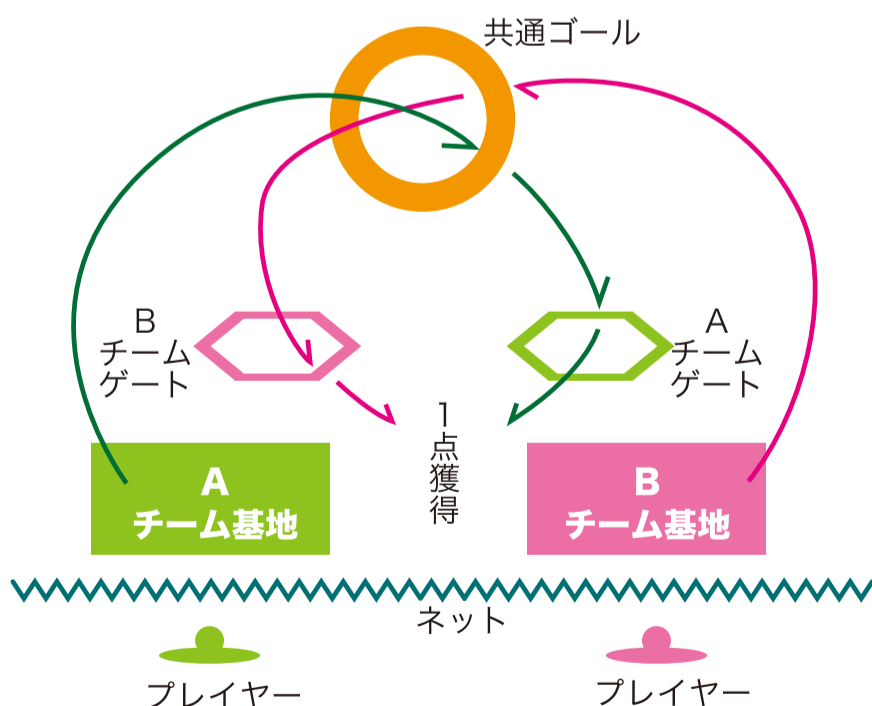 共通ゴール
B
チーム
ゲート
A
チーム
ゲート
1点獲得
A
チーム基地
B
チーム基地
ネット
プレイヤー
プレイヤー